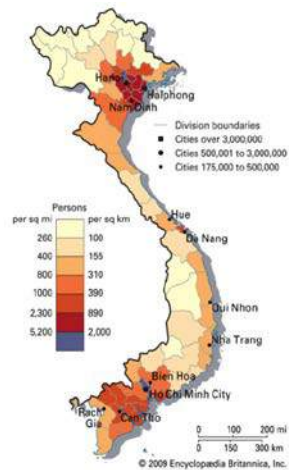 Hanoi
Haiphong
Nam Dinh
Division boundaries
Cities over 3,000,000
Cities 500,001 to 3,000,000
Cities 175,000 to 500,000
Persons
per sq mi per sq km
260 100
400 155
800 310
1000 390
2,300 890
5,200 2,000
Hue
Da Nang
Qui Nhon
Nha Trang
Bien Hoa
Ho Chi Minh City
Rach
Gia
Can Tho
0 100 200 mi
0 150 300 km
© 2009 Encyclopædia Britannica, Inc.